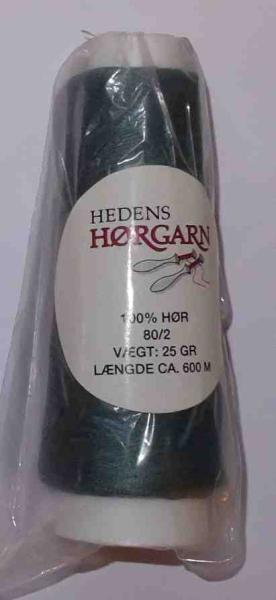 HEDENS
HØRGARN
100% HØR
80/2
VÆGT: 25 GR
LÆNGDE CA. 600 M